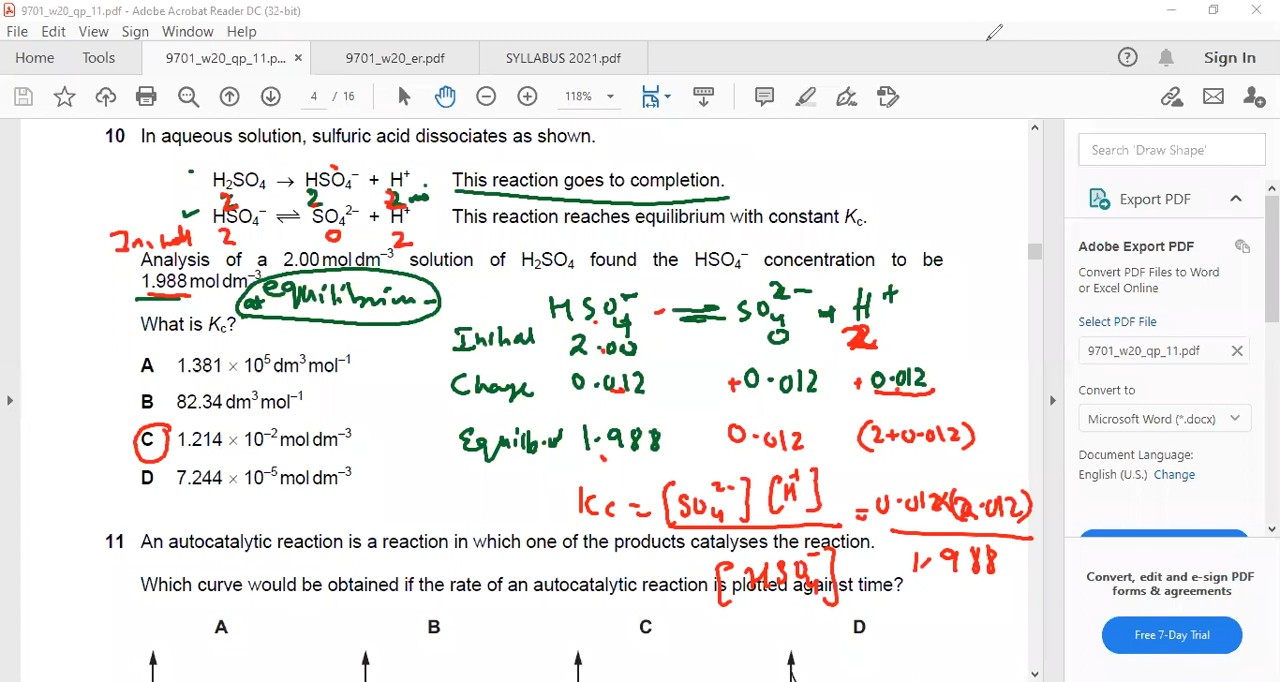 9701_w20_qp_11.pdf - Adobe Acrobat Reader DC (32-bit)
File Edit View Sign Window Help
Home Tools 9701_w20_qp_11.p... × 9701_w20_er.pdf SYLLABUS 2021.pdf Sign In
4 / 16 118%
10 In aqueous solution, sulfuric acid dissociates as shown.
H₂SO₄ → HSO₄⁻ + H⁺ This reaction goes to completion.
2 2 2
HSO₄⁻ ⇌ SO₄²⁻ + H⁺ This reaction reaches equilibrium with constant Kc.
Initial 2 0 2
Analysis of a 2.00 mol dm⁻³ solution of H₂SO₄ found the HSO₄⁻ concentration to be
1.988 mol dm⁻³
at equilibrium
What is Kc?
HSO₄⁻ ⇌ SO₄²⁻ + H⁺
Initial 2.00 0 2
A 1.381 × 10⁵ dm³ mol⁻¹
Change 0.012 +0.012 +0.012
B 82.34 dm³ mol⁻¹
C 1.214 × 10⁻² mol dm⁻³
1.988 0.012 (2+0.012)
D 7.244 × 10⁻⁵ mol dm⁻³
Kc = [SO₄²⁻] [H⁺] = 0.012×(2.012)
[HSO₄⁻] 1.988
11 An autocatalytic reaction is a reaction in which one of the products catalyses the reaction.
Which curve would be obtained if the rate of an autocatalytic reaction is plotted against time?
A B C D
Search 'Draw Shape'
Export PDF
Adobe Export PDF
Convert PDF Files to Word
or Excel Online
Select PDF File
9701_w20_qp_11.pdf
Convert to
Microsoft Word (*.docx)
Document Language:
English (U.S.) Change
Convert, edit and e-sign PDF
forms & agreements
Free 7-Day Trial